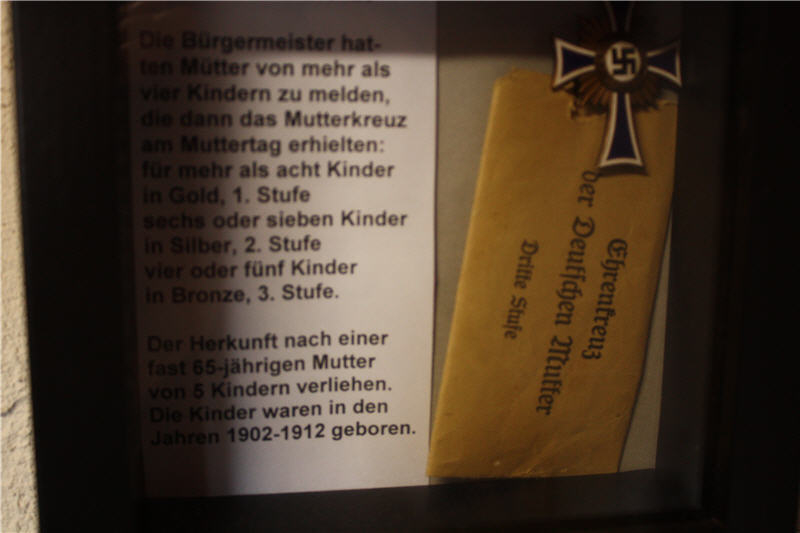 Die Bürgermeister hat-
ten Mütter von mehr als
vier Kindern zu melden,
die dann das Mutterkreuz
am Muttertag erhielten:
für mehr als acht Kinder
in Gold, 1. Stufe
sechs oder sieben Kinder
in Silber, 2. Stufe
vier oder fünf Kinder
in Bronze, 3. Stufe.
Der Herkunft nach einer
fast 65-jährigen Mutter
von 5 Kindern verliehen.
Die Kinder waren in den
Jahren 1902-1912 geboren.
Ehrenkreuz
der Deutschen Mutter
Dritte Stufe